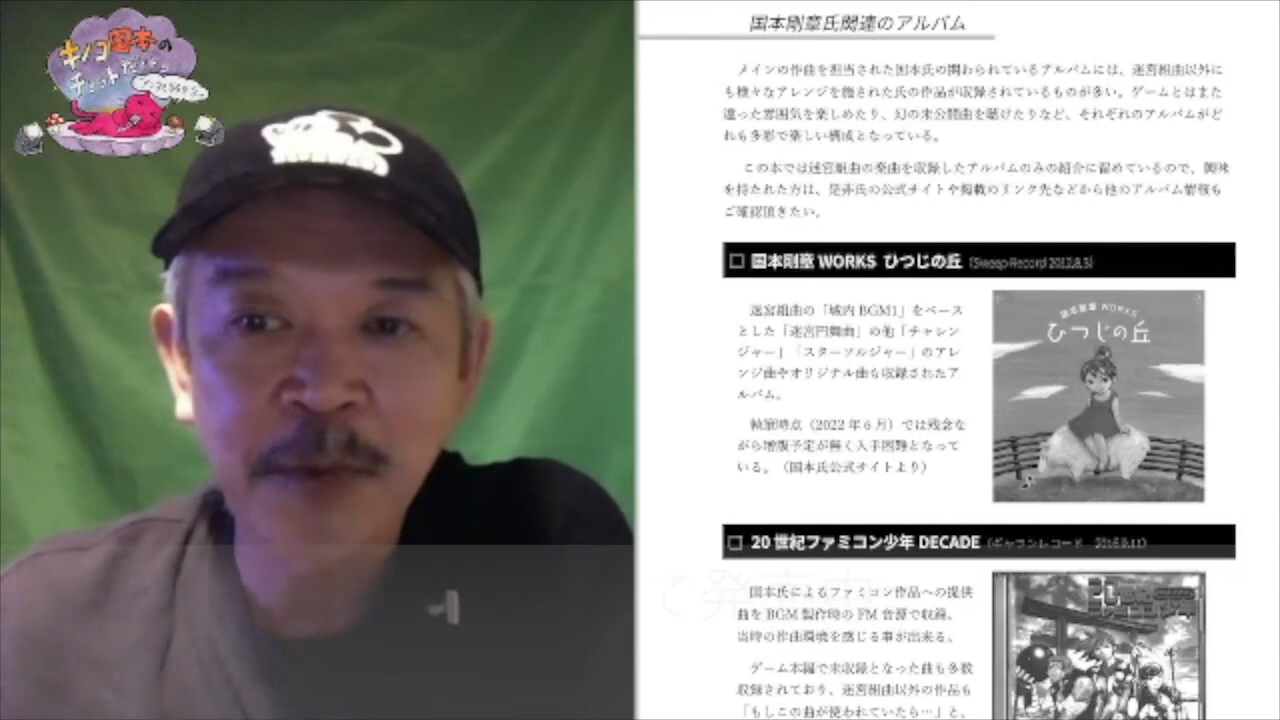 キノコ国本の
国本剛章氏関連のアルバム
メインの作曲を担当された国本氏の関わられているアルバムには、迷宮組曲以外に
も様々なアレンジを施された氏の作品が収録されているものが多い。ゲームとはまた
違った雰囲気を楽しめたり、幻の未公開曲を聴けたりなど、それぞれのアルバムがど
れも多彩で楽しい構成となっている。
この本では迷宮組曲の楽曲を収録したアルバムのみの紹介に留めているので、興味
を持たれた方は、是非氏の公式サイトや掲載のリンク先などから他のアルバム情報も
ご確認頂きたい。
国本剛章 WORKS ひつじの丘 (Sweep Record 2012.8.3)
迷宮組曲の「城内 BGM1」をベース
とした「迷宮円舞曲」の他「チャレン
ジャー」「スターソルジャー」のアレ
ンジ曲やオリジナル曲も収録されたア
ルバム。
執筆時点（2022 年 6 月）では残念な
がら増版予定が無く入手困難となって
いる。（国本氏公式サイトより）
国本剛章 WORKS
ひつじの丘
20 世紀ファミコン少年 DECADE
国本氏によるファミコン作品への提供
曲を BGM 製作時の FM 音源で収録。
当時の作曲環境を感じる事が出来る。
ゲーム本編で未収録となった曲も多数
収録されており、迷宮組曲以外の作品も
「もしこの曲が使われていたら…」と、